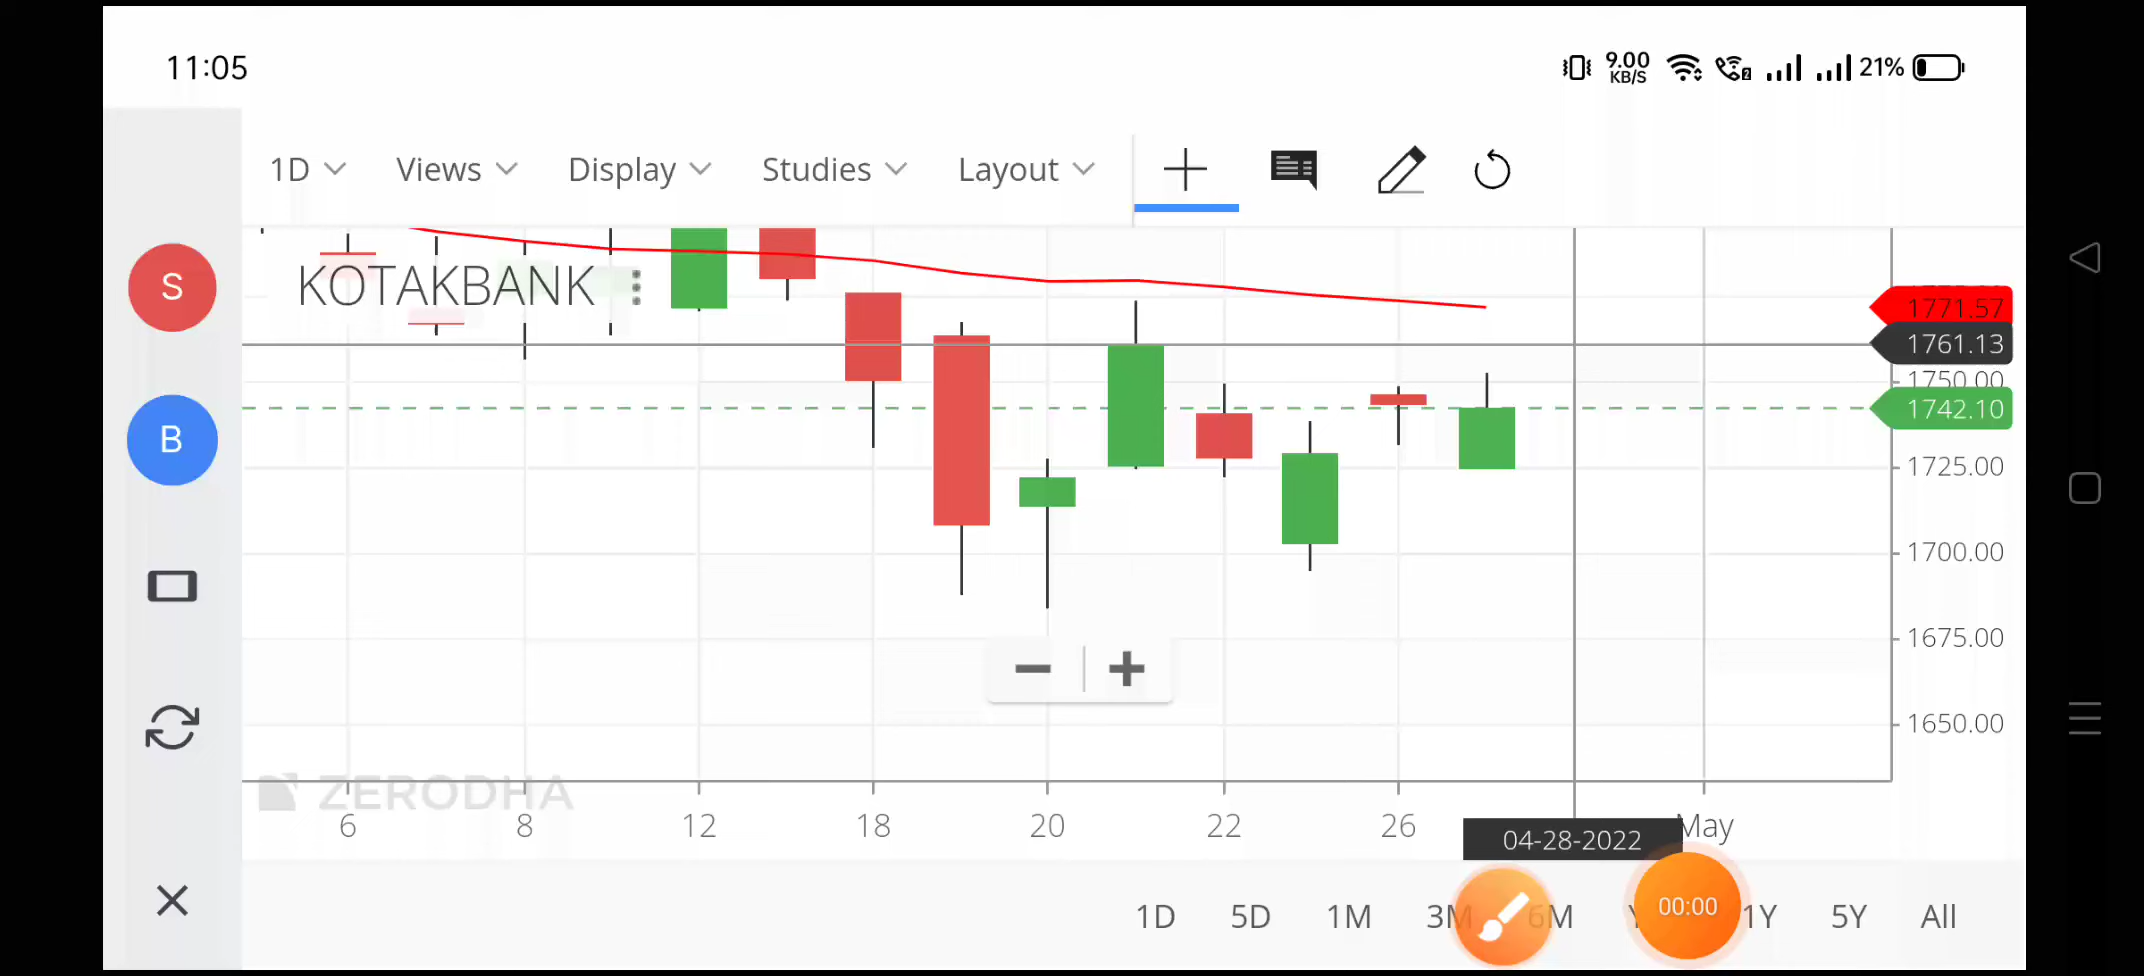 11:05
9.00
KB/S
2
21%
1D Views Display Studies Layout
S
KOTAKBANK
1771.57
1761.13
1750.00
1742.10
B
1725.00
1700.00
1675.00
1650.00
ZERODHA
6 8 12 18 20 22 26 May
04-28-2022
1D 5D 1M 3M 6M 1Y 5Y All
00:00